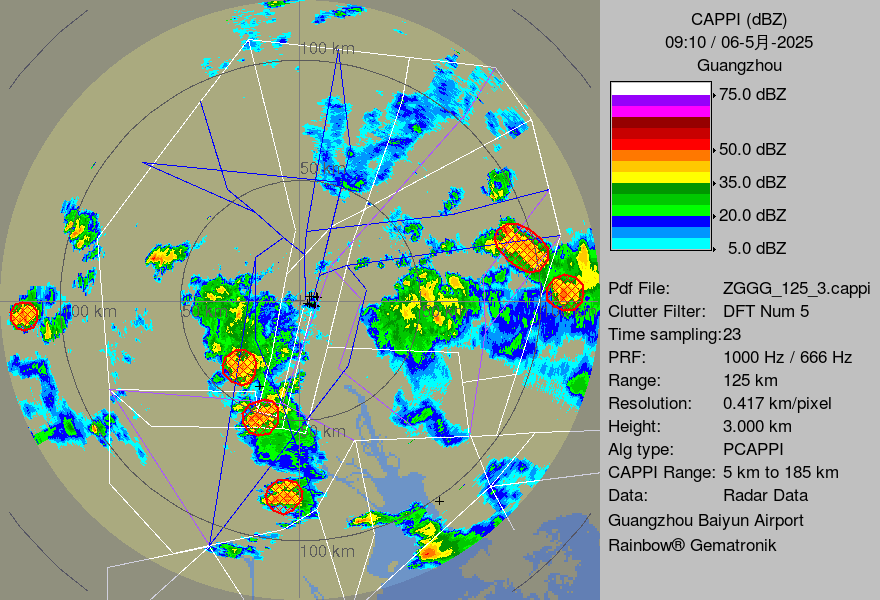 CAPPI (dBZ)
09:10 / 06-5月-2025
Guangzhou
75.0 dBZ
50.0 dBZ
35.0 dBZ
20.0 dBZ
5.0 dBZ
Pdf File: ZGGG_125_3.cappi
Clutter Filter: DFT Num 5
Time sampling:23
PRF: 1000 Hz / 666 Hz
Range: 125 km
Resolution: 0.417 km/pixel
Height: 3.000 km
Alg type: PCAPPI
CAPPI Range: 5 km to 185 km
Data: Radar Data
Guangzhou Baiyun Airport
Rainbow® Gematronik
100 km
50 km
100 km